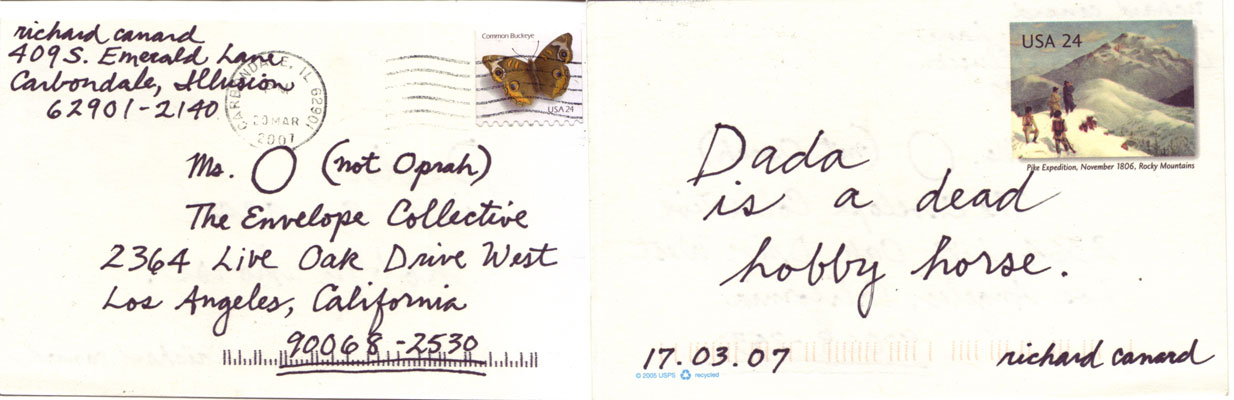 richard canard
409 S. Emerald Lane
Carbondale, Illusion
62901-2140
CARBONDALE, IL 62901
20 MAR
2007
Common Buckeye
USA 24
Ms. O (not Oprah)
The Envelope Collective
2364 Live Oak Drive West
Los Angeles, California
90068-2530
USA 24
Pike Expedition, November 1806, Rocky Mountains
Dada
is a dead
hobby horse.
17.03.07
richard canard
© 2005 USPS recycled